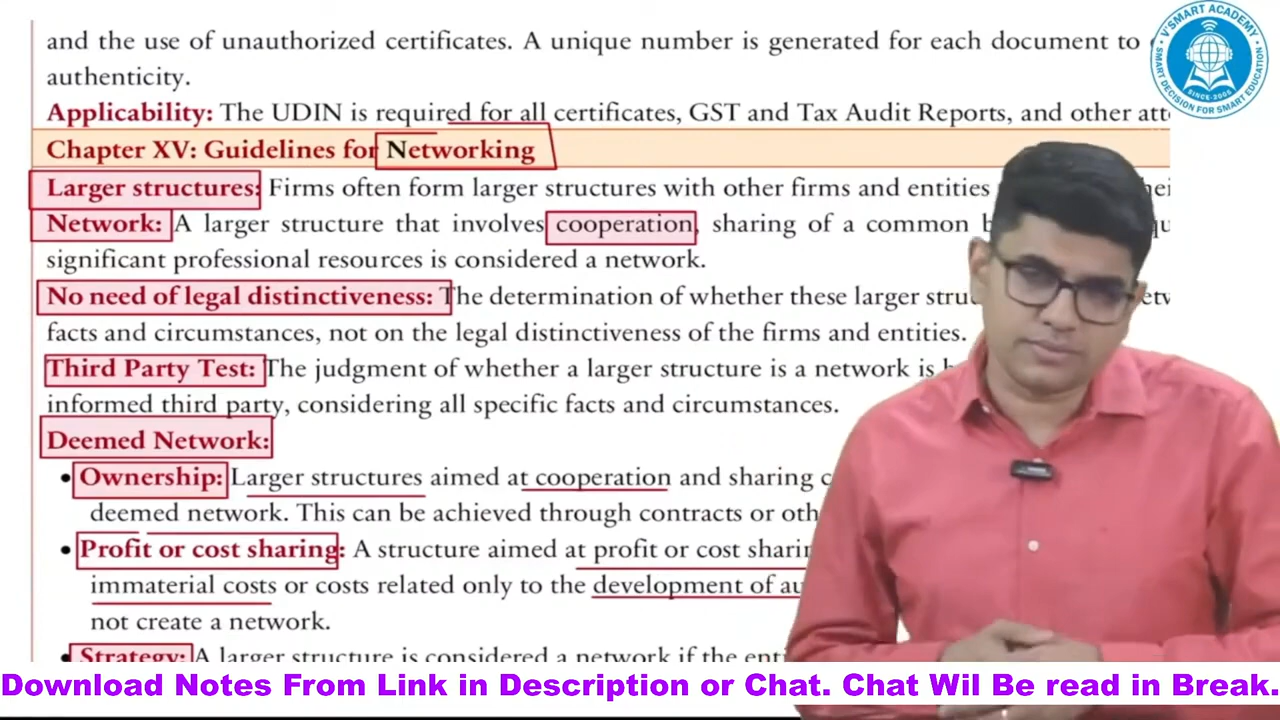 and the use of unauthorized certificates. A unique number is generated for each document to
authenticity.
Applicability: The UDIN is required for all certificates, GST and Tax Audit Reports, and other
Chapter XV: Guidelines for Networking
Larger structures: Firms often form larger structures with other firms and entities
Network: A larger structure that involves cooperation, sharing of a common
significant professional resources is considered a network.
No need of legal distinctiveness: The determination of whether these larger
facts and circumstances, not on the legal distinctiveness of the firms and entities.
Third Party Test: The judgment of whether a larger structure is a network is
informed third party, considering all specific facts and circumstances.
Deemed Network:
• Ownership: Larger structures aimed at cooperation and sharing
deemed network. This can be achieved through contracts or
• Profit or cost sharing: A structure aimed at profit or cost
immaterial costs or costs related only to the development of
not create a network.
• Strategy: A larger structure is considered a network if the
V'SMART ACADEMY
SMART DECISION FOR SMART EDUCATION
SINCE-2005
Download Notes From Link in Description or Chat. Chat Wil Be read in Break.